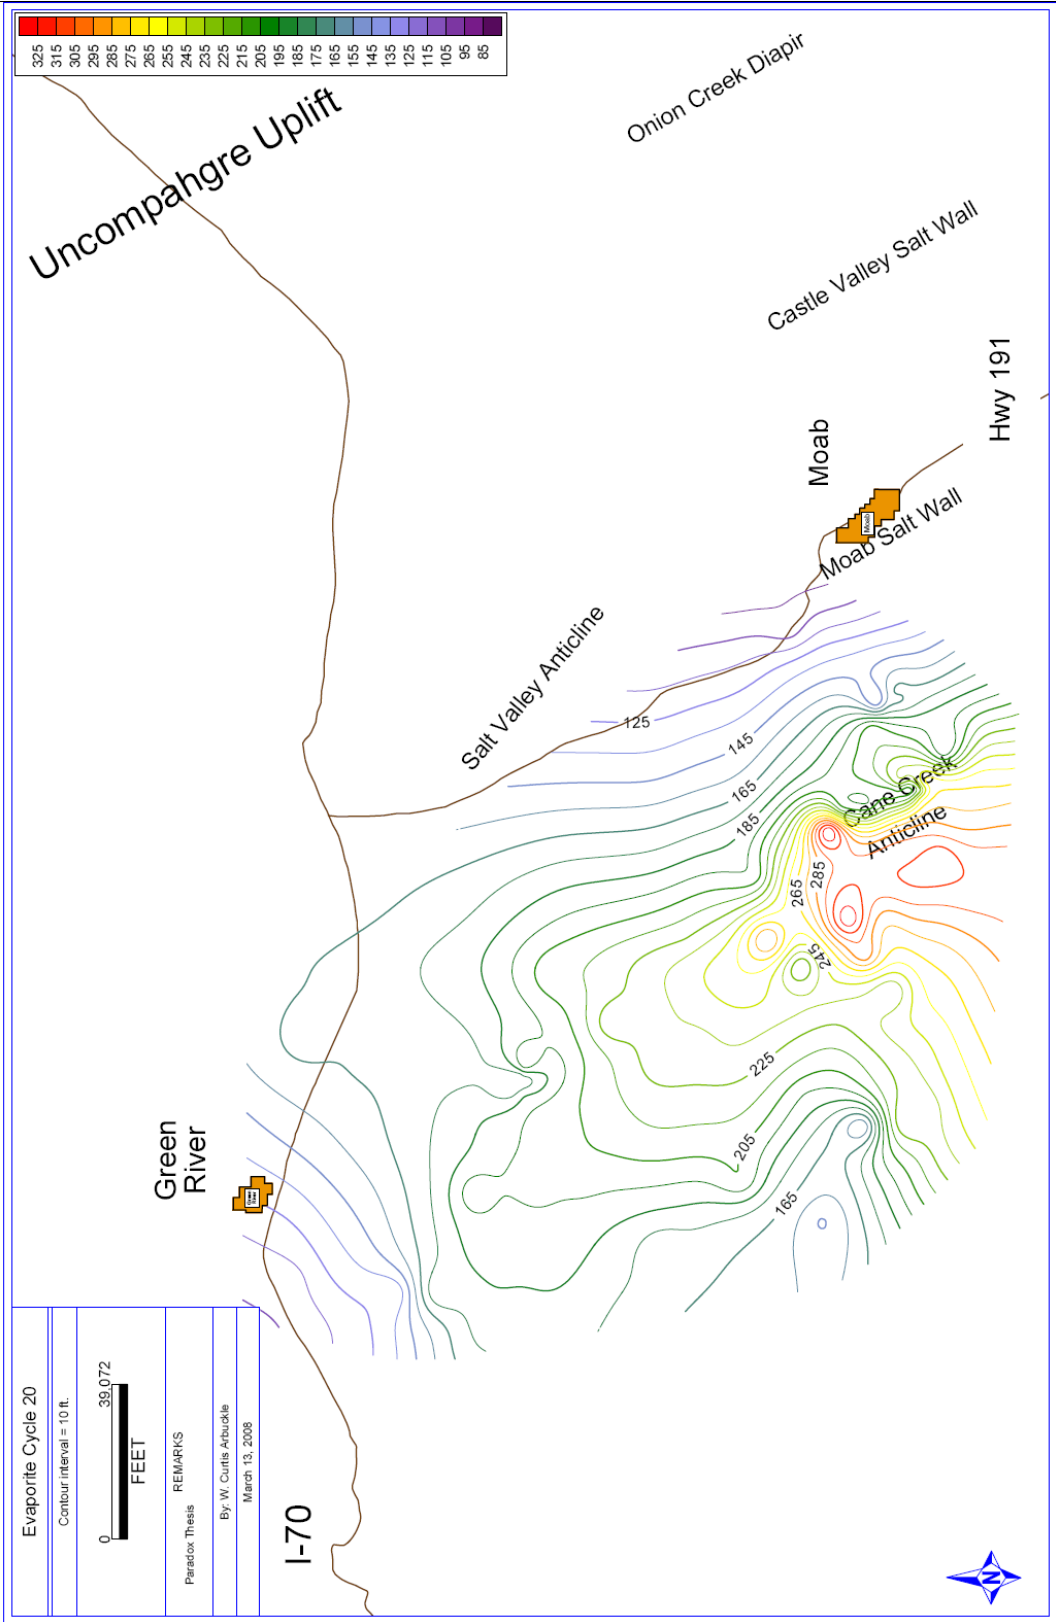 325
315
305
295
285
275
265
255
245
235
225
215
205
195
185
175
165
155
145
135
125
115
105
95
85
Uncompahgre Uplift
Onion Creek Diapir
Castle Valley Salt Wall
Hwy 191
Moab
Moab
Moab Salt Wall
Salt Valley Anticline
125
145
165
185
Cane Creek
Anticline
265
285
245
225
205
165
Green
River
Green
River
I-70
Evaporite Cycle 20
Contour interval = 10 ft.
0
39,072
FEET
REMARKS
Paradox Thesis
By: W. Curtis Arbuckle
March 13, 2008
N